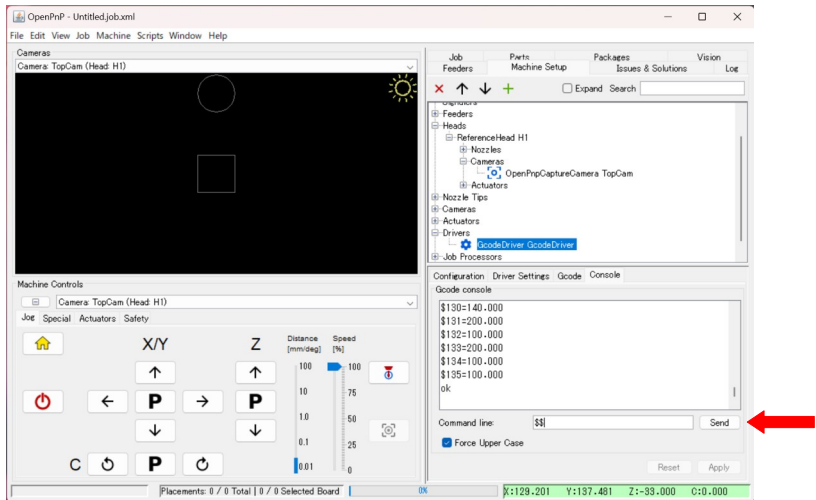 OpenPnP - Untitled.job.xml
File Edit View Job Machine Scripts Window Help
Cameras
Camera: TopCam (Head: H1)
Machine Controls
Camera: TopCam (Head: H1)
Jog Special Actuators Safety
X/Y
Z
Distance [mm/deg]
Speed [%]
100
10
1.0
0.1
0.01
100
75
50
25
0
P
P
C
P
Job Parts Packages Vision
Feeders Machine Setup Issues & Solutions Log
Expand Search
Signalers
Feeders
Heads
ReferenceHead H1
Nozzles
Cameras
OpenPnpCaptureCamera TopCam
Actuators
Nozzle Tips
Cameras
Actuators
Drivers
GcodeDriver GcodeDriver
Job Processors
Configuration Driver Settings Gcode Console
Gcode console
$130=140.000
$131=200.000
$132=100.000
$133=200.000
$134=100.000
$135=100.000
ok
Command line: $$ Send
Force Upper Case
Reset Apply
Placements: 0 / 0 Total | 0 / 0 Selected Board 0% X:129.201 Y:137.481 Z:-33.000 C:0.000